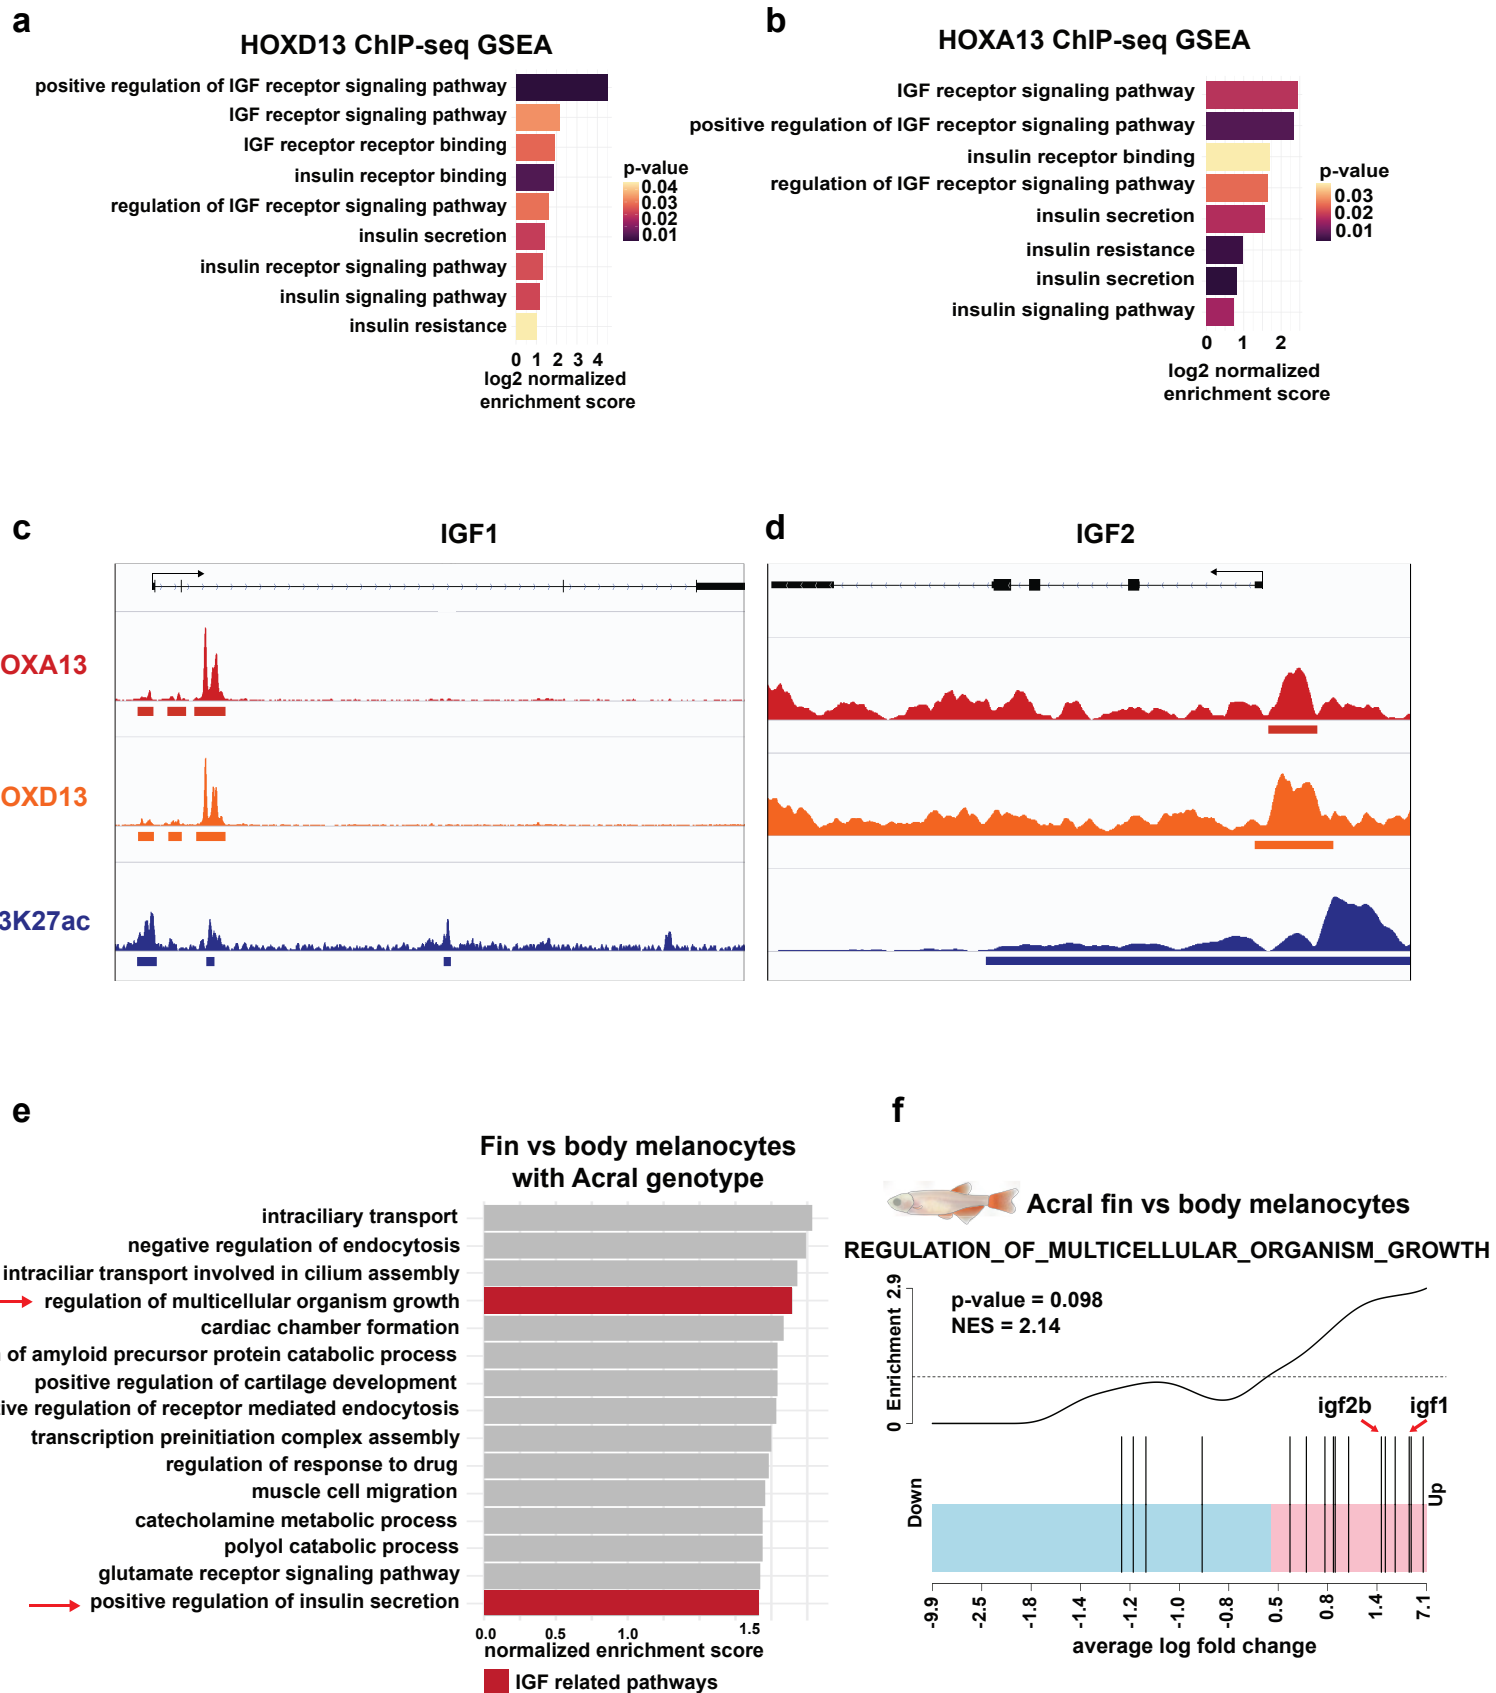 a
HOXD13 ChIP-seq GSEA
positive regulation of IGF receptor signaling pathway
IGF receptor signaling pathway
IGF receptor receptor binding
insulin receptor binding
regulation of IGF receptor signaling pathway
insulin secretion
insulin receptor signaling pathway
insulin signaling pathway
insulin resistance
0 1 2 3 4
log2 normalized
enrichment score
p-value
0.04
0.03
0.02
0.01
b
HOXA13 ChIP-seq GSEA
IGF receptor signaling pathway
positive regulation of IGF receptor signaling pathway
insulin receptor binding
regulation of IGF receptor signaling pathway
insulin secretion
insulin resistance
insulin secretion
insulin signaling pathway
0 1 2
log2 normalized
enrichment score
p-value
0.03
0.02
0.01
c
IGF1
OXA13
OXD13
3K27ac
d
IGF2
e
Fin vs body melanocytes
with Acral genotype
intraciliary transport
negative regulation of endocytosis
intraciliar transport involved in cilium assembly
regulation of multicellular organism growth
cardiac chamber formation
of amyloid precursor protein catabolic process
positive regulation of cartilage development
ive regulation of receptor mediated endocytosis
transcription preinitiation complex assembly
regulation of response to drug
muscle cell migration
catecholamine metabolic process
polyol catabolic process
glutamate receptor signaling pathway
positive regulation of insulin secretion
0.0 0.5 1.0 1.5
normalized enrichment score
IGF related pathways
f
Acral fin vs body melanocytes
REGULATION_OF_MULTICELLULAR_ORGANISM_GROWTH
p-value = 0.098
NES = 2.14
0 Enrichment 2.9
igf2b igf1
Down
Up
-9.9 -2.5 -1.8 -1.4 -1.2 -1.0 -0.8 0.5 0.8 1.4 7.1
average log fold change